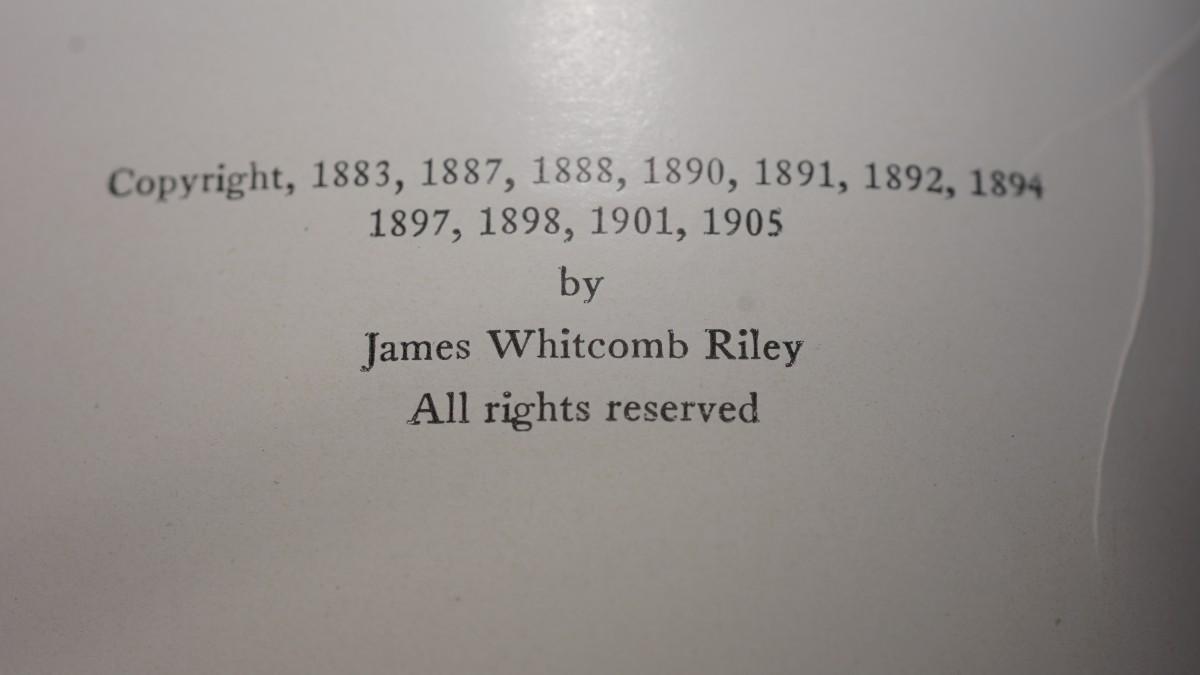 Copyright, 1883, 1887, 1888, 1890, 1891, 1892, 1894
1897, 1898, 1901, 1905
by
James Whitcomb Riley
All rights reserved